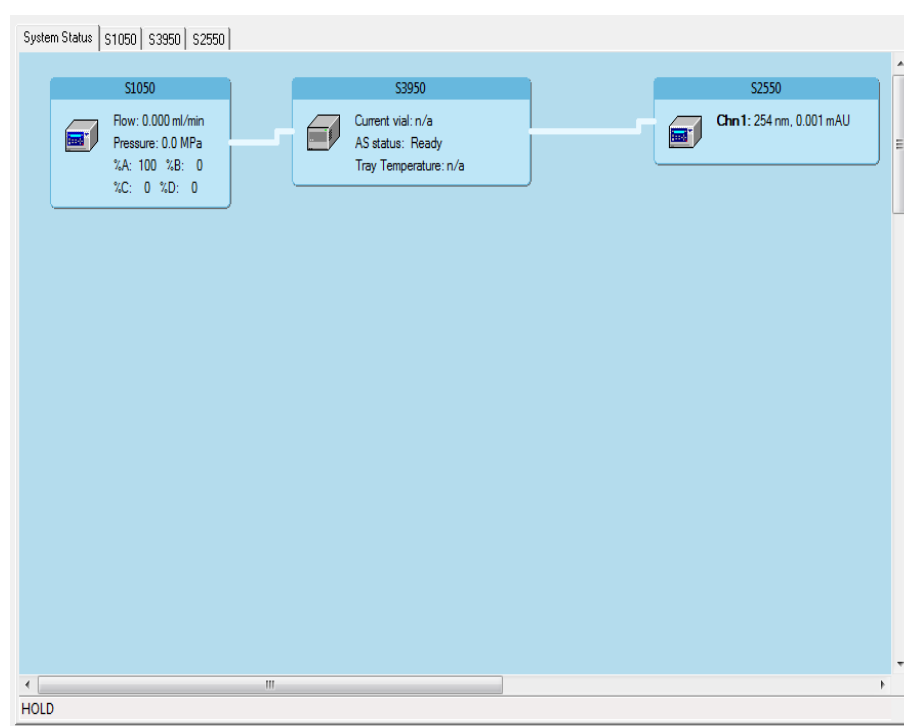 System Status S1050 S3950 S2550
S1050
Flow: 0.000 ml/min
Pressure: 0.0 MPa
%A: 100 %B: 0
%C: 0 %D: 0
S3950
Current vial: n/a
AS status: Ready
Tray Temperature: n/a
S2550
Chn1: 254 nm, 0.001 mAU
HOLD